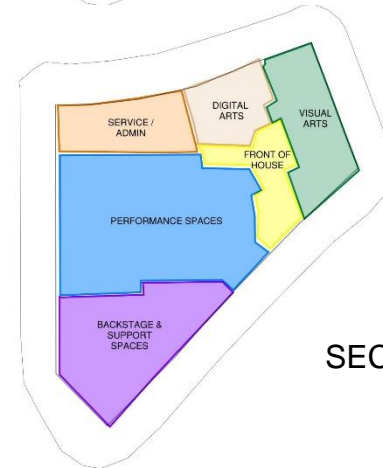 DIGITAL
ARTS
VISUAL
ARTS
SERVICE /
ADMIN
FRONT OF
HOUSE
PERFORMANCE SPACES
BACKSTAGE &
SUPPORT
SPACES
SEC